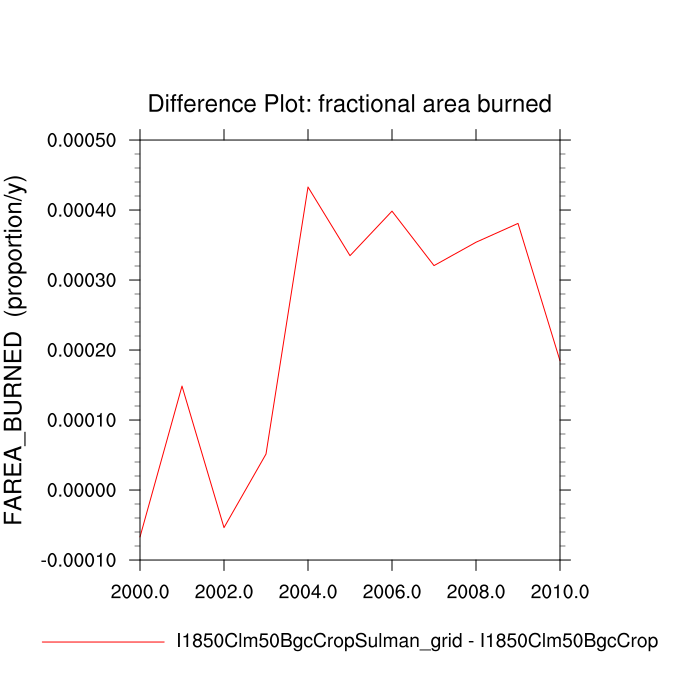 Difference Plot: fractional area burned
FAREA_BURNED (proportion/y)
0.00050
0.00040
0.00030
0.00020
0.00010
0.00000
-0.00010
2000.0 2002.0 2004.0 2006.0 2008.0 2010.0
I1850Clm50BgcCropSulman_grid - I1850Clm50BgcCrop